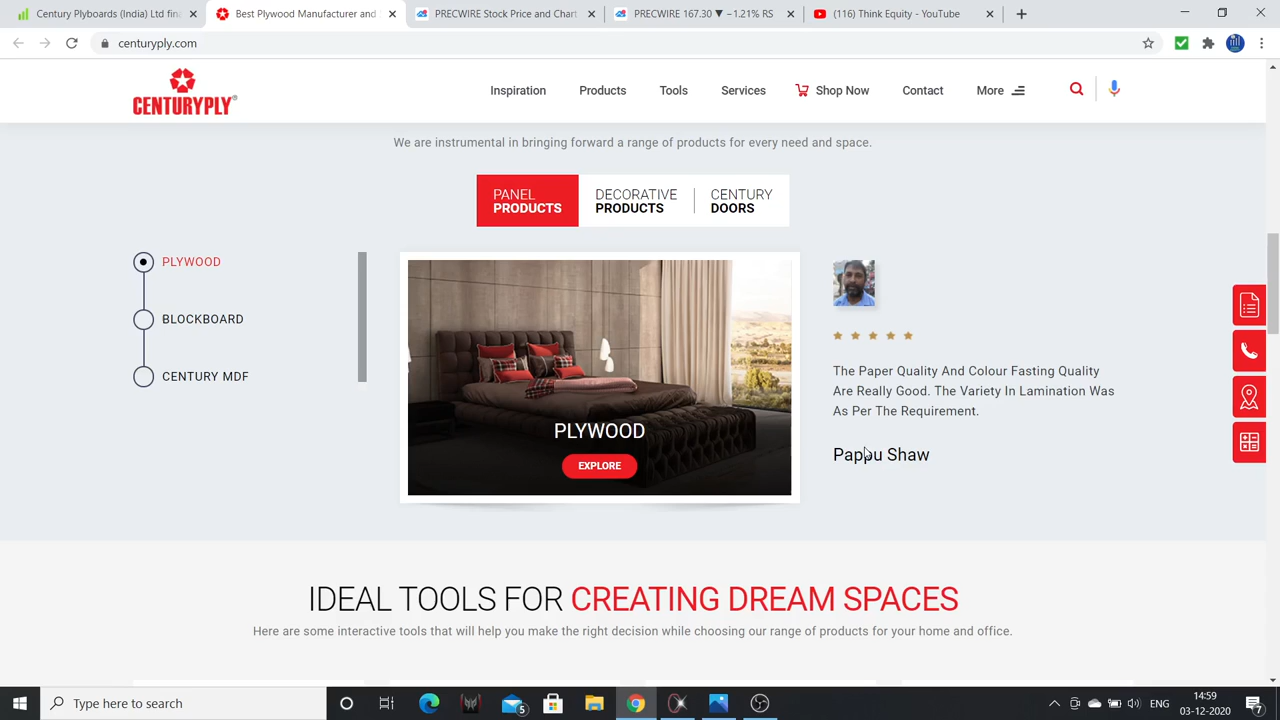 Century Plyboards (India) Ltd fina
Best Plywood Manufacturer and
PRECWIRE Stock Price and Chart
PRECWIRE 167.30 ▼ −1.21% RS
(116) Think Equity - YouTube
centuryply.com
CENTURYPLY®
Inspiration
Products
Tools
Services
Shop Now
Contact
More
We are instrumental in bringing forward a range of products for every need and space.
PANEL
PRODUCTS
DECORATIVE
PRODUCTS
CENTURY
DOORS
PLYWOOD
BLOCKBOARD
CENTURY MDF
PLYWOOD
EXPLORE
The Paper Quality And Colour Fasting Quality
Are Really Good. The Variety In Lamination Was
As Per The Requirement.
Pappu Shaw
IDEAL TOOLS FOR CREATING DREAM SPACES
Here are some interactive tools that will help you make the right decision while choosing our range of products for your home and office.
Type here to search
5
ENG
14:59
03-12-2020
7